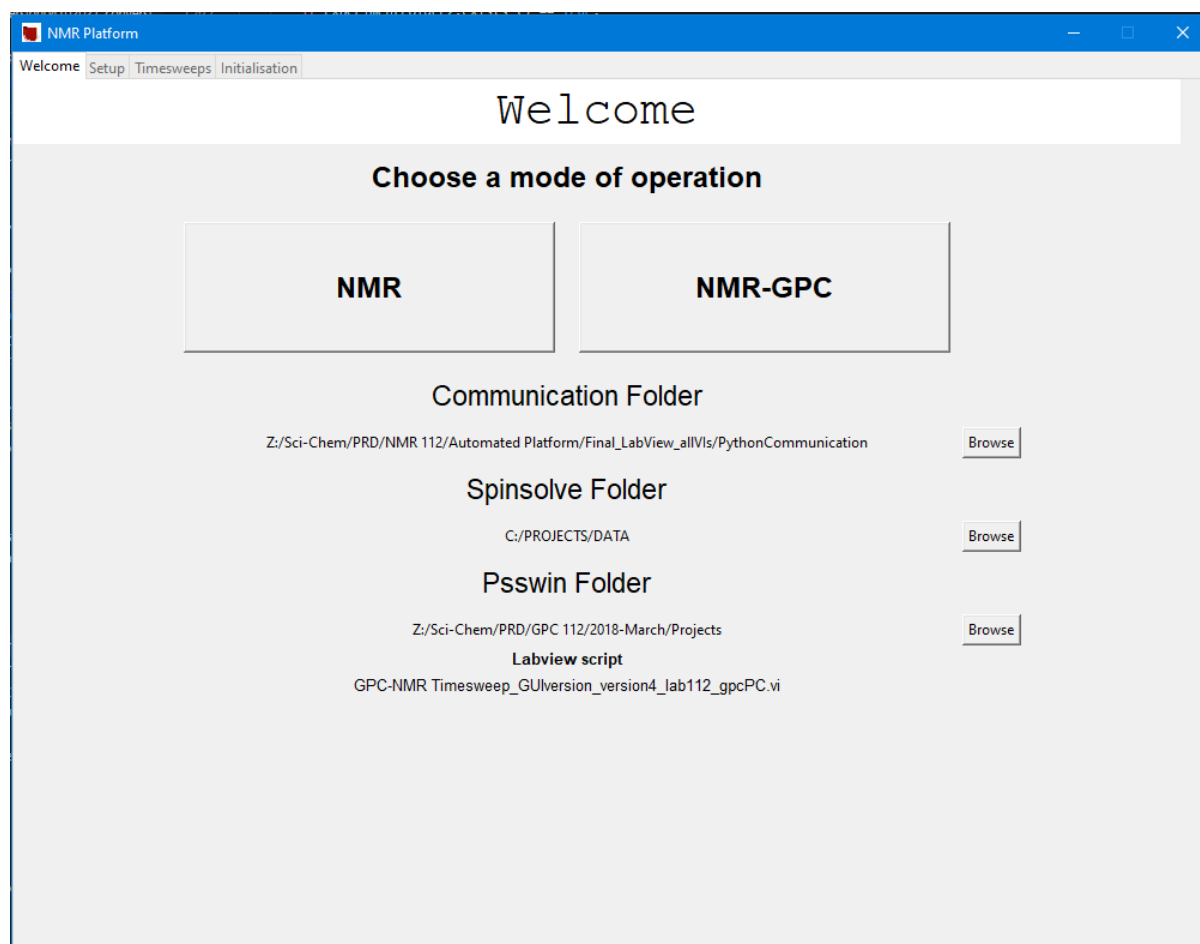 NMR Platform
Welcome Setup Timesweeps Initialisation
Welcome
Choose a mode of operation
NMR NMR-GPC
Communication Folder
Z:/Sci-Chem/PRD/NMR 112/Automated Platform/Final_LabView_allVIs/PythonCommunication Browse
Spinsolve Folder
C:/PROJECTS/DATA Browse
Psswin Folder
Z:/Sci-Chem/PRD/GPC 112/2018-March/Projects Browse
Labview script
GPC-NMR Timesweep_GUIversion_version4_lab112_gpcPC.vi